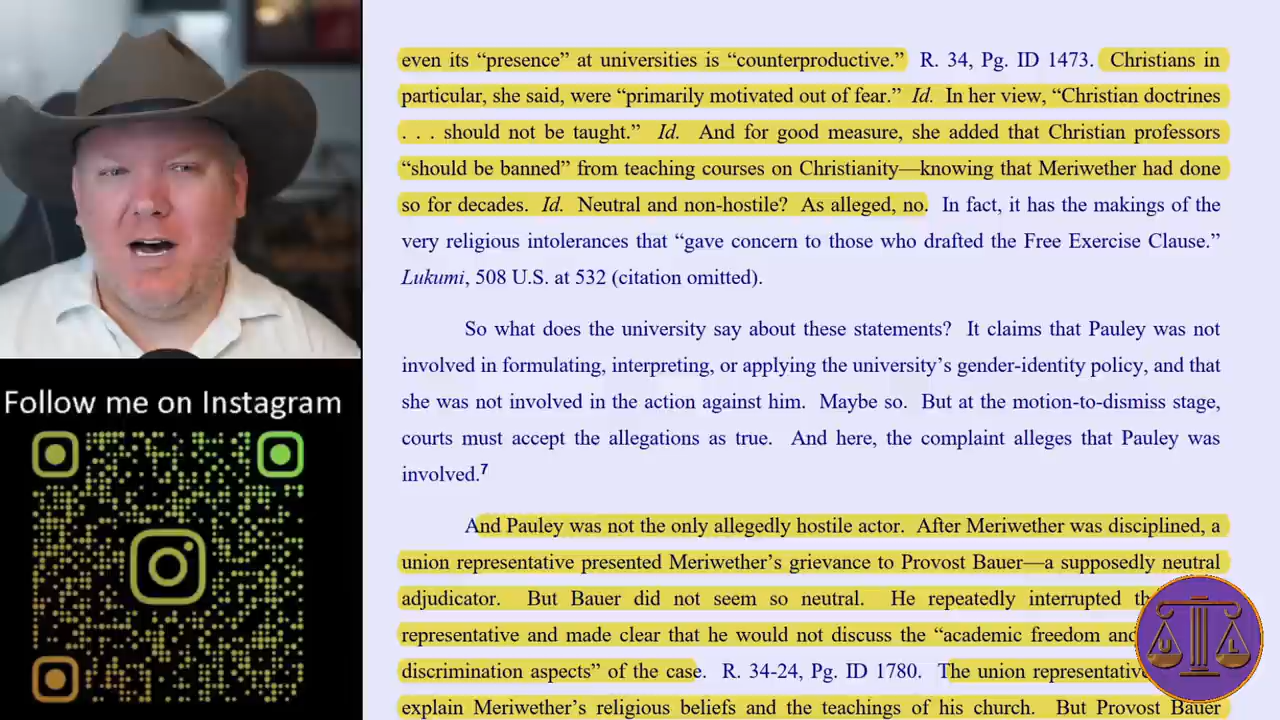 even its “presence” at universities is “counterproductive.” R. 34, Pg. ID 1473. Christians in
particular, she said, were “primarily motivated out of fear.” Id. In her view, “Christian doctrines
. . . should not be taught.” Id. And for good measure, she added that Christian professors
“should be banned” from teaching courses on Christianity—knowing that Meriwether had done
so for decades. Id. Neutral and non-hostile? As alleged, no. In fact, it has the makings of the
very religious intolerances that “gave concern to those who drafted the Free Exercise Clause.”
Lukumi, 508 U.S. at 532 (citation omitted).
So what does the university say about these statements? It claims that Pauley was not
involved in formulating, interpreting, or applying the university’s gender-identity policy, and that
she was not involved in the action against him. Maybe so. But at the motion-to-dismiss stage,
courts must accept the allegations as true. And here, the complaint alleges that Pauley was
involved.7
And Pauley was not the only allegedly hostile actor. After Meriwether was disciplined, a
union representative presented Meriwether’s grievance to Provost Bauer—a supposedly neutral
adjudicator. But Bauer did not seem so neutral. He repeatedly interrupted
representative and made clear that he would not discuss the “academic freedom and
discrimination aspects” of the case. R. 34-24, Pg. ID 1780. The union representative
explain Meriwether’s religious beliefs and the teachings of his church. But Provost Bauer
Follow me on Instagram
U L